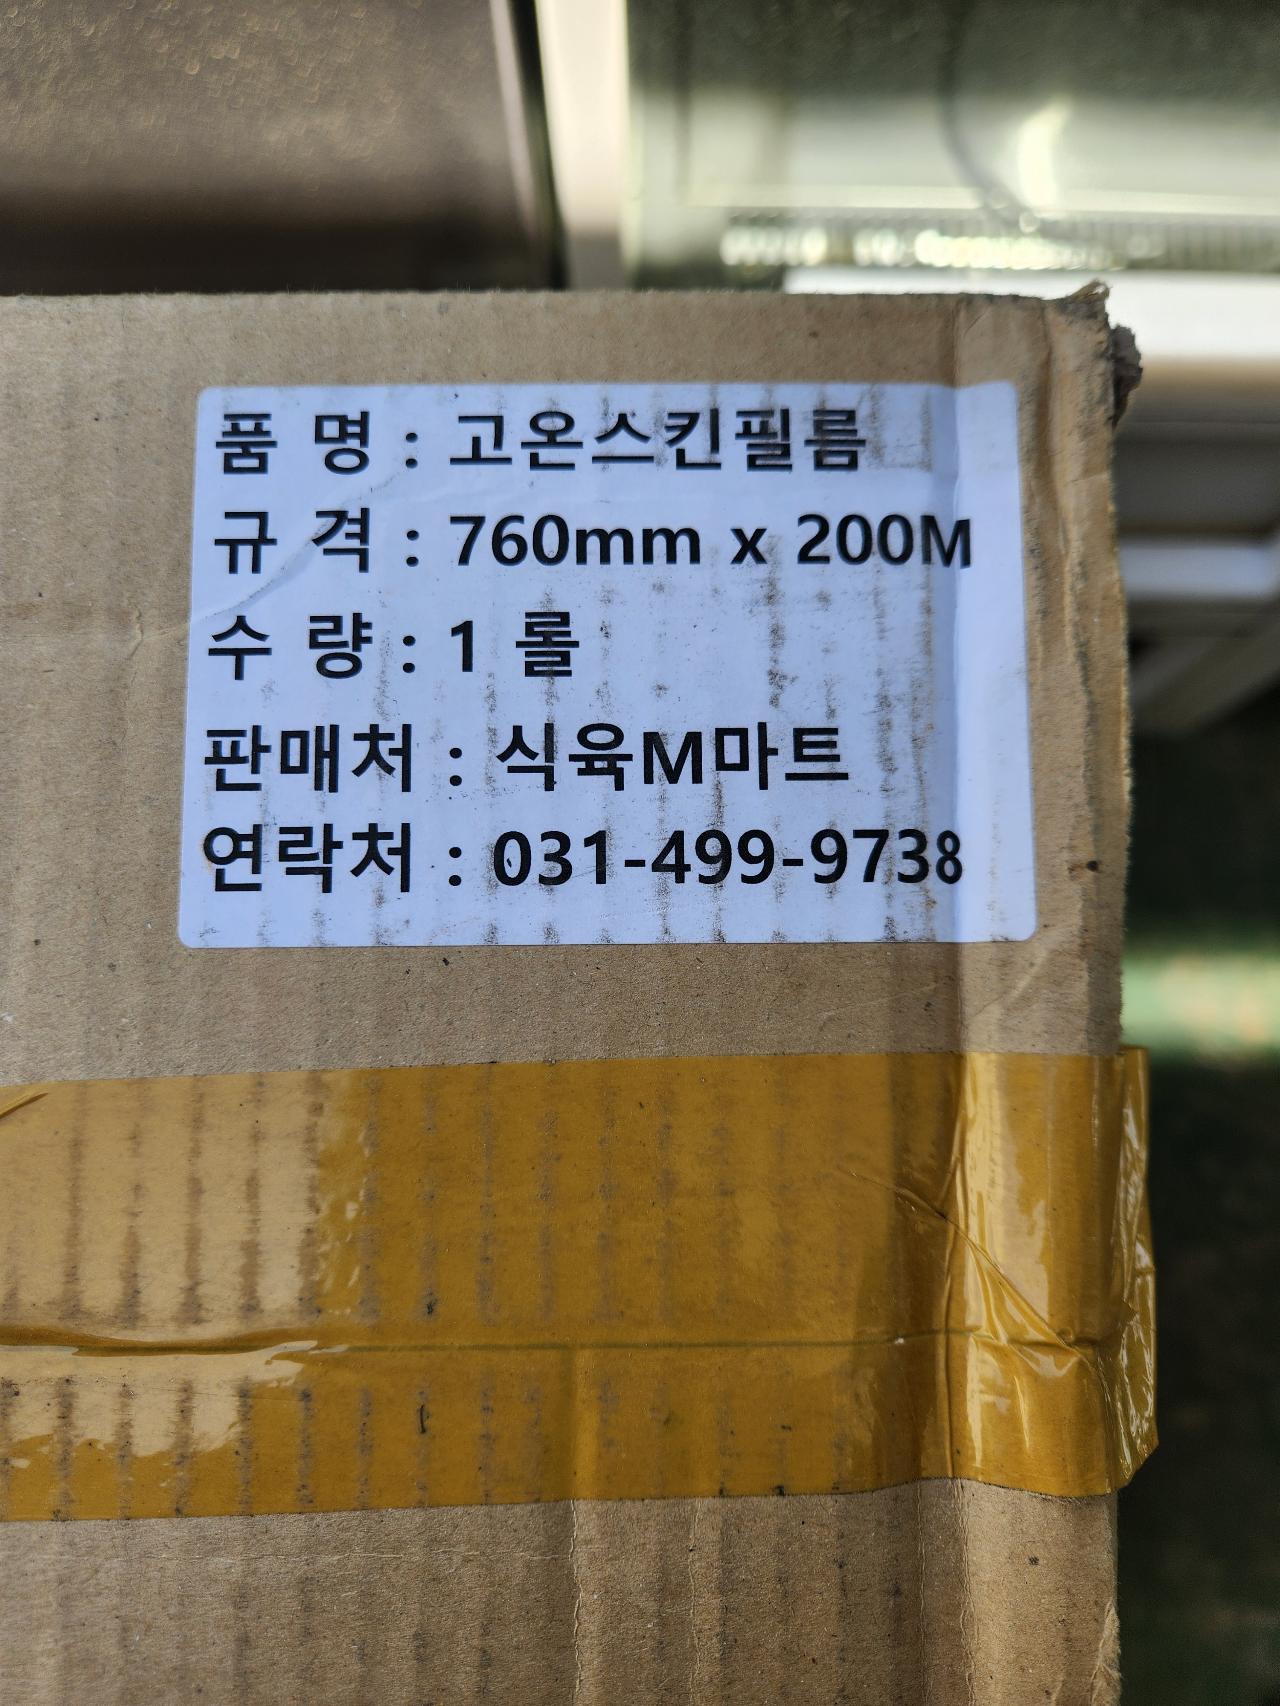 품 명 : 고온스킨필름
규 격 : 760mm x 200M
수 량 : 1 롤
판매처 : 식육M마트
연락처 : 031-499-9738